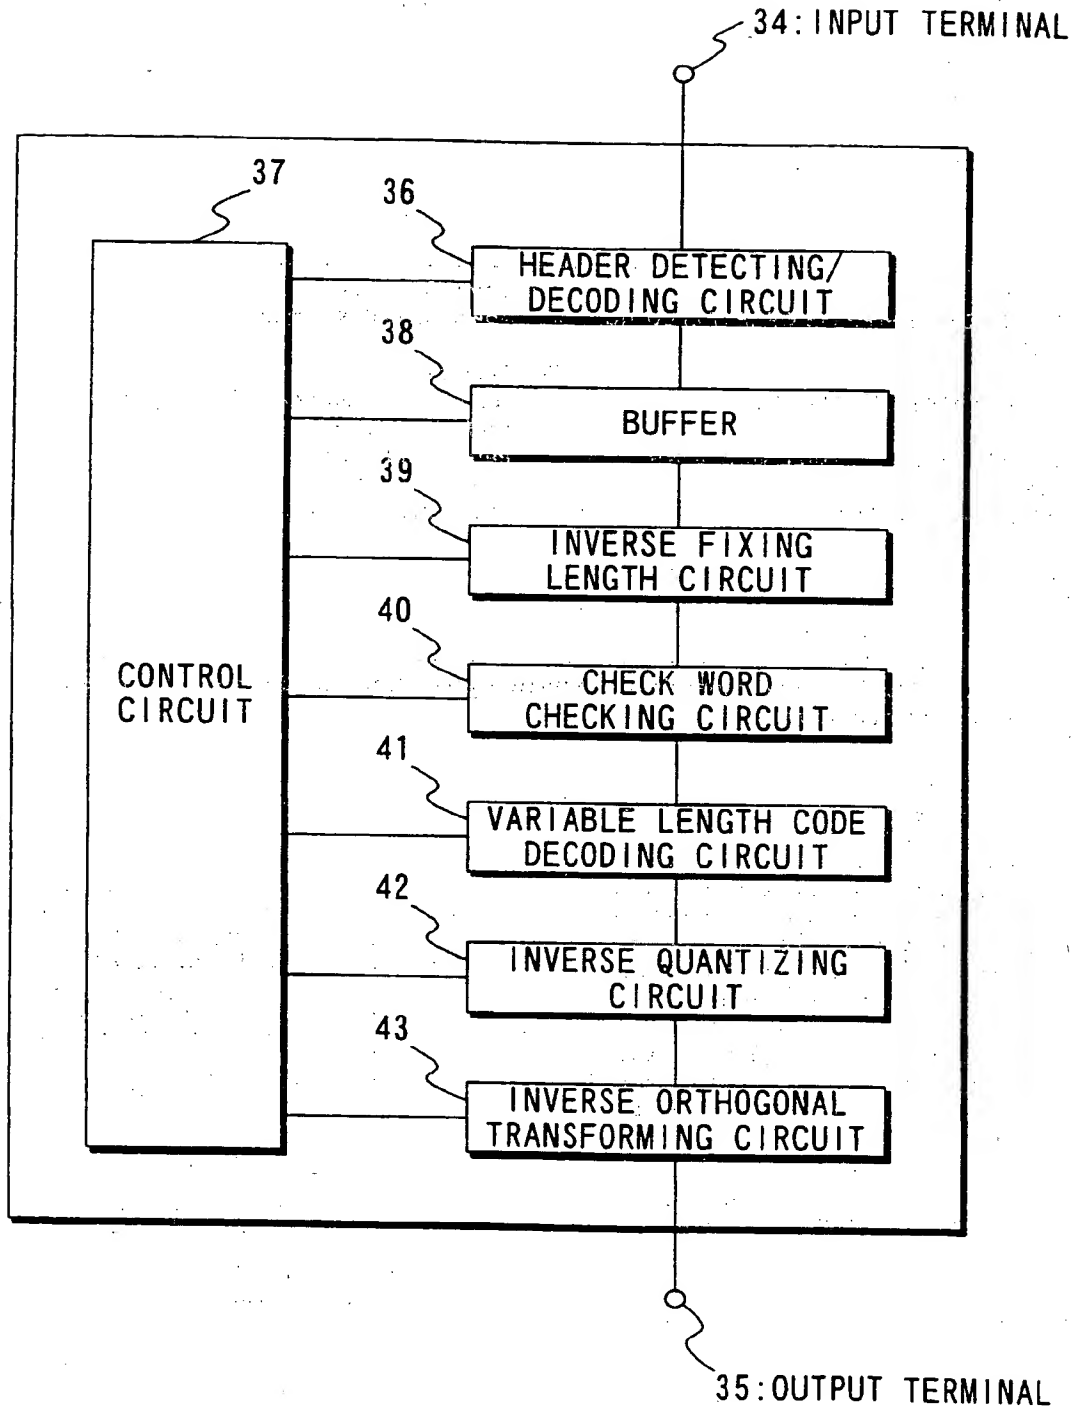 34:INPUT TERMINAL
37
36
HEADER DETECTING/
DECODING CIRCUIT
38
BUFFER
39
INVERSE FIXING
LENGTH CIRCUIT
40
CONTROL
CIRCUIT
CHECK WORD
CHECKING CIRCUIT
41
VARIABLE LENGTH CODE
DECODING CIRCUIT
42
INVERSE QUANTIZING
CIRCUIT
43
INVERSE ORTHOGONAL
TRANSFORMING CIRCUIT
35:OUTPUT TERMINAL